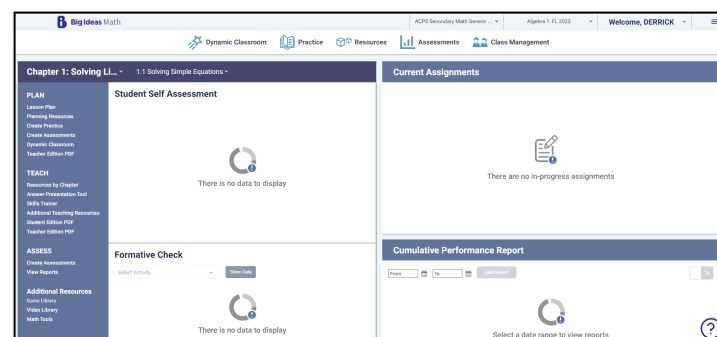 Big Ideas Math
ACPS Secondary Math Generic ...
Algebra 1: FL 2023
Welcome, DERRICK
Dynamic Classroom
Practice
Resources
Assessments
Class Management
Chapter 1: Solving Li...
1.1 Solving Simple Equations
PLAN
Lesson Plan
Planning Resources
Create Practice
Create Assessments
Dynamic Classroom
Teacher Edition PDF
TEACH
Resources by Chapter
Answer Presentation Tool
Skills Trainer
Additional Teaching Resources
Student Edition PDF
Teacher Edition PDF
ASSESS
Create Assessments
View Reports
Additional Resources
Game Library
Video Library
Math Tools
Student Self Assessment
There is no data to display
Formative Check
Select Activity
Show Data
There is no data to display
Current Assignments
There are no in-progress assignments
Cumulative Performance Report
From
To
Load Report
%
Select a date range to view reports
?